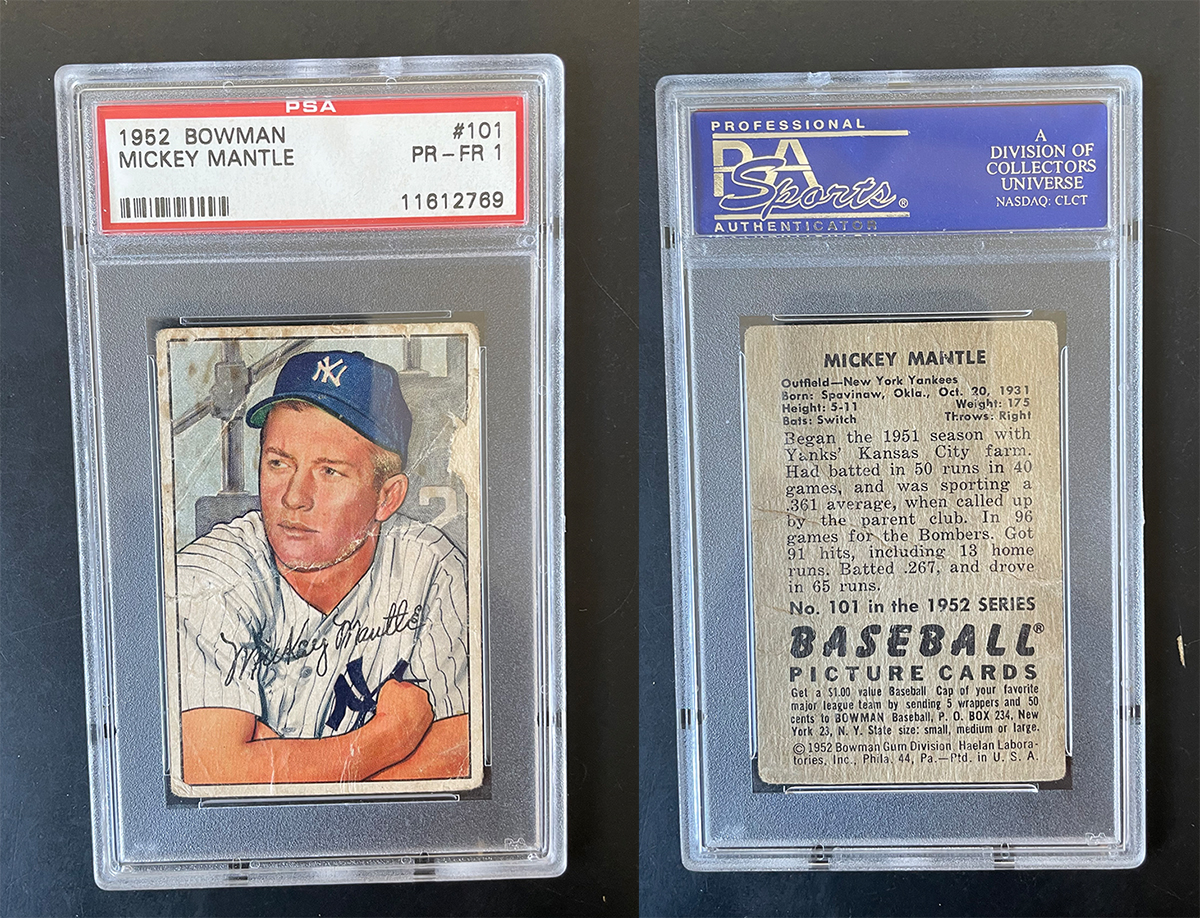 PSA
1952 BOWMAN #101
MICKEY MANTLE PR-FR 1
11612769
NY
2
Mickey Mantle
NY
PROFESSIONAL
PSA
Sports®
AUTHENTICATOR
A
DIVISION OF
COLLECTORS
UNIVERSE
NASDAQ: CLCT
MICKEY MANTLE
Outfield—New York Yankees
Born: Spavinaw, Okla., Oct. 20, 1931
Height: 5-11 Weight: 175
Bats: Switch Throws: Right
Began the 1951 season with
Yanks' Kansas City farm.
Had batted in 50 runs in 40
games, and was sporting a
.361 average, when called up
by the parent club. In 96
games for the Bombers. Got
91 hits, including 13 home
runs. Batted .267, and drove
in 65 runs.
No. 101 in the 1952 SERIES
BASEBALL®
PICTURE CARDS
Get a $1.00 value Baseball Cap of your favorite
major league team by sending 5 wrappers and 50
cents to BOWMAN Baseball, P. O. BOX 234, New
York 23, N. Y. State size: small, medium or large.
© 1952 Bowman Gum Division Haelan Labora-
tories, Inc., Phila. 44, Pa.—Ptd. in U. S. A.